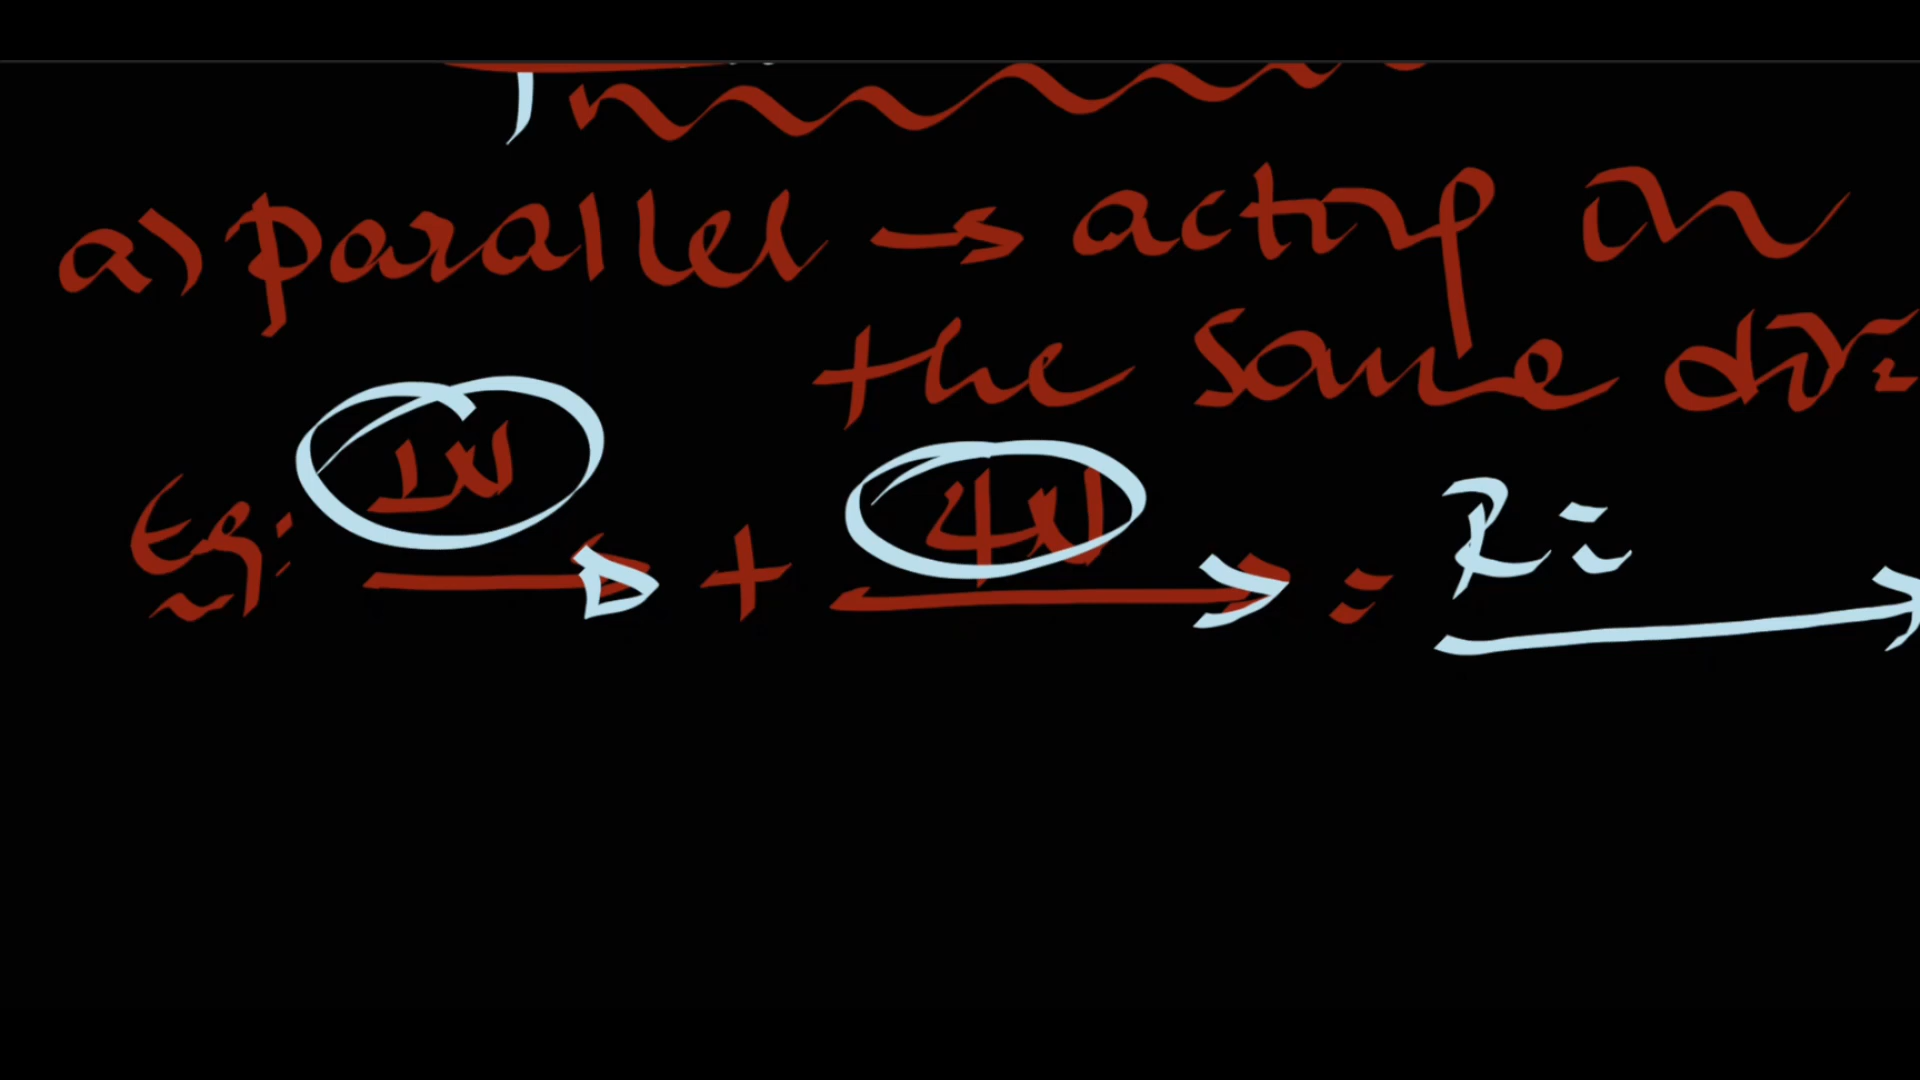 a) parallel → acting in
the same dir-
1N 4N
Eg: → + → = R =